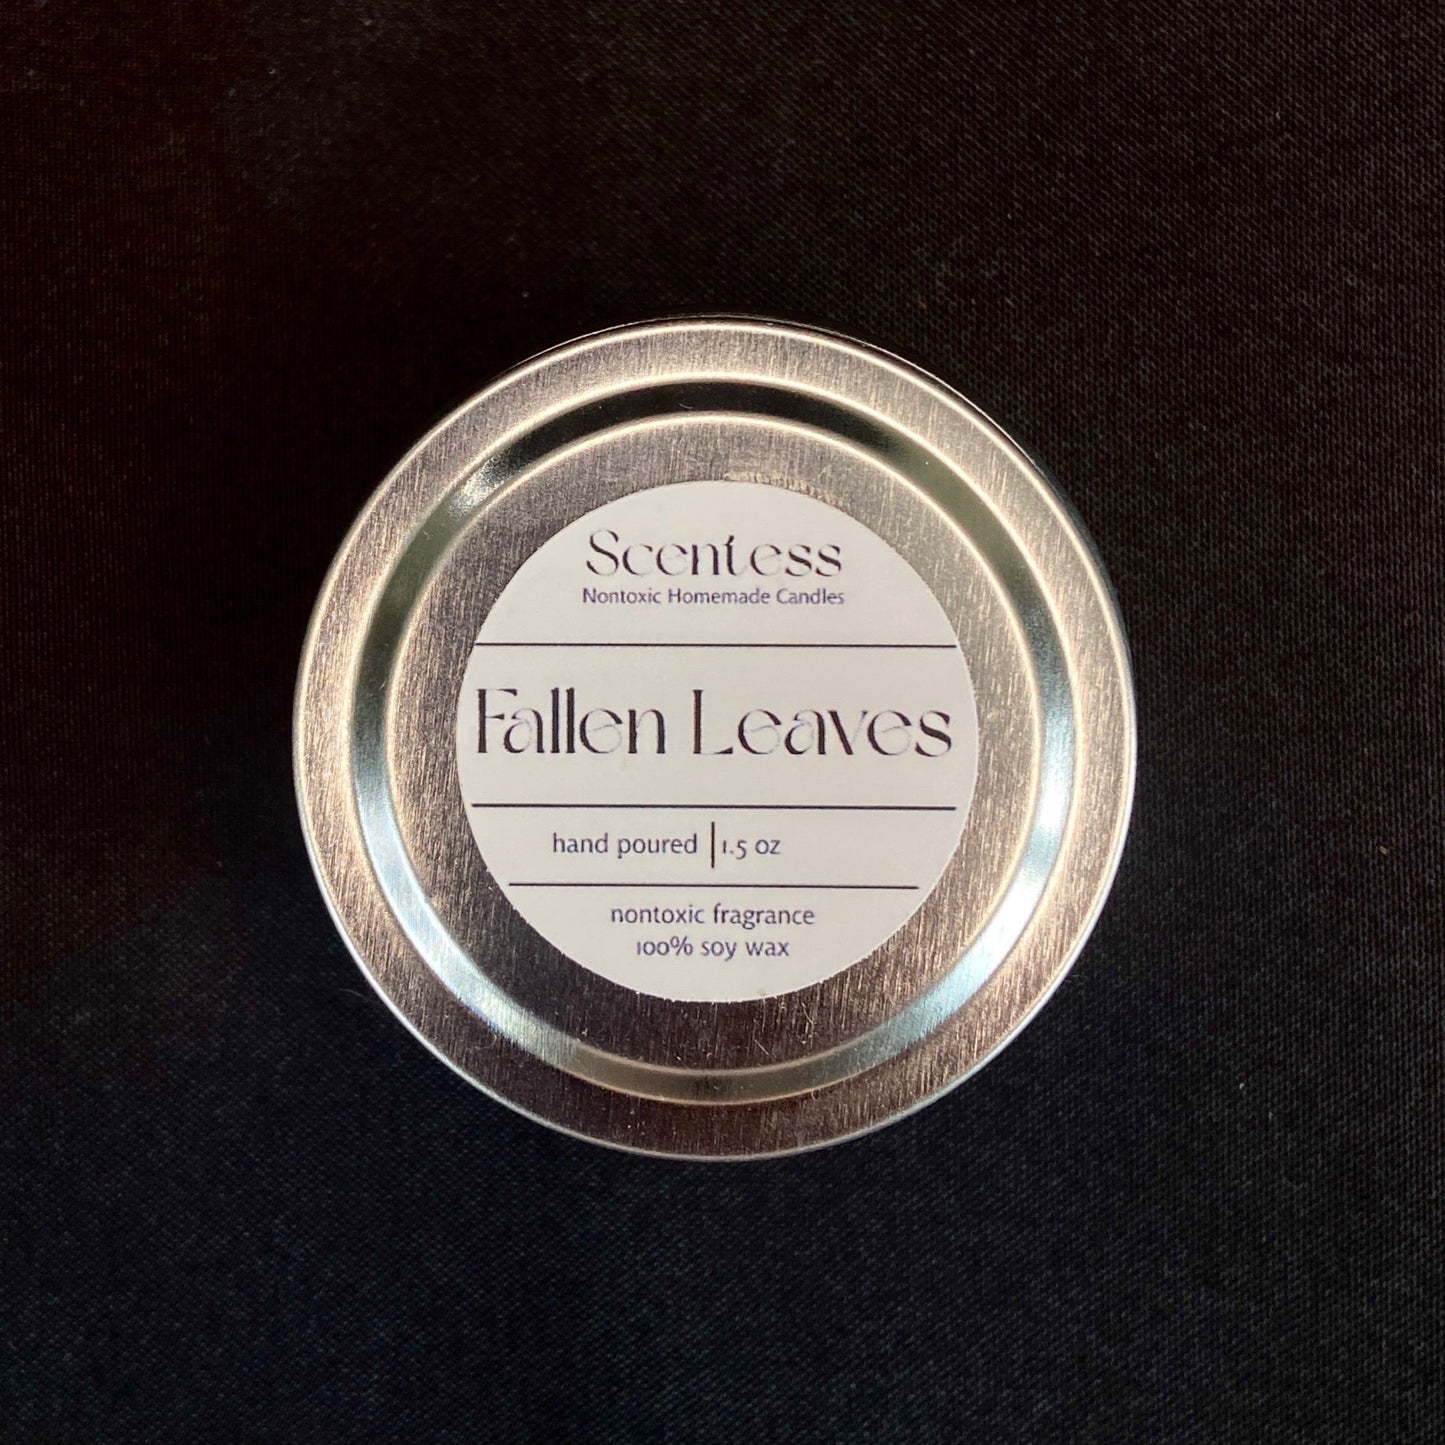 Scentess
Nontoxic Homemade Candles
Fallen Leaves
hand poured | 1.5 oz
nontoxic fragrance
100% soy wax